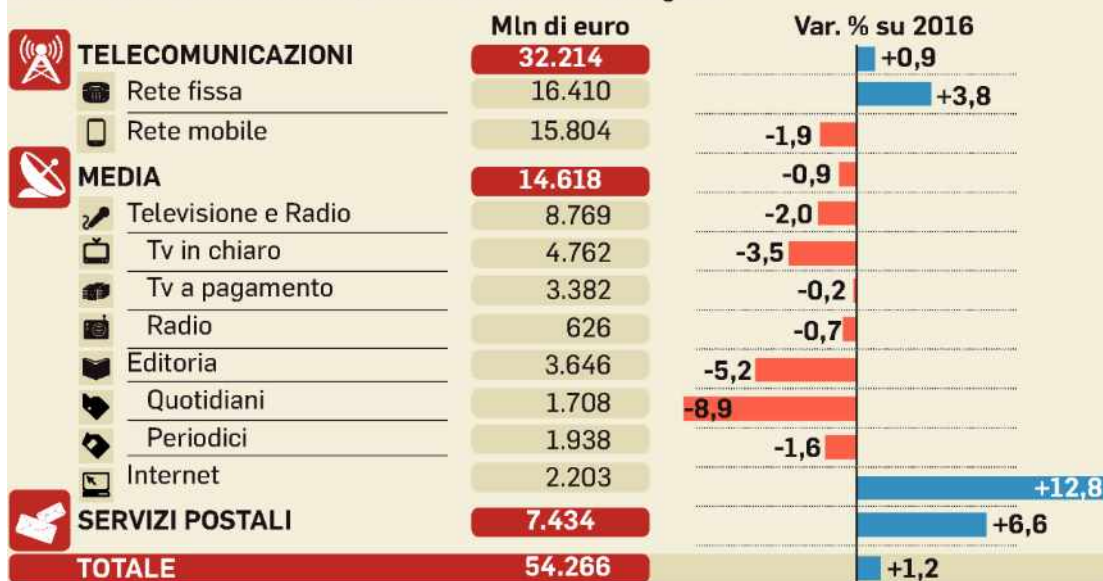 Mln di euro Var. % su 2016
TELECOMUNICAZIONI 32.214 +0,9
Rete fissa 16.410 +3,8
Rete mobile 15.804 -1,9
MEDIA 14.618 -0,9
Televisione e Radio 8.769 -2,0
Tv in chiaro 4.762 -3,5
Tv a pagamento 3.382 -0,2
Radio 626 -0,7
Editoria 3.646 -5,2
Quotidiani 1.708 -8,9
Periodici 1.938 -1,6
Internet 2.203 +12,8
SERVIZI POSTALI 7.434 +6,6
TOTALE 54.266 +1,2